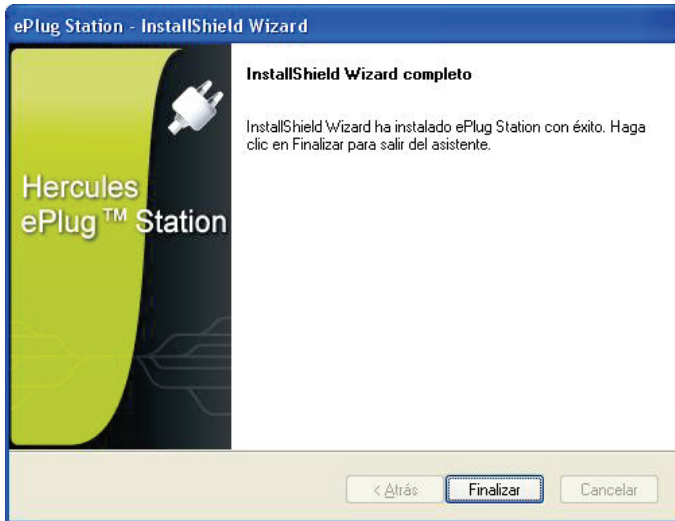 ePlug Station - InstallShield Wizard
InstallShield Wizard completo
InstallShield Wizard ha instalado ePlug Station con éxito. Haga
clic en Finalizar para salir del asistente.
Hercules
ePlug™ Station
< Atrás
Finalizar
Cancelar